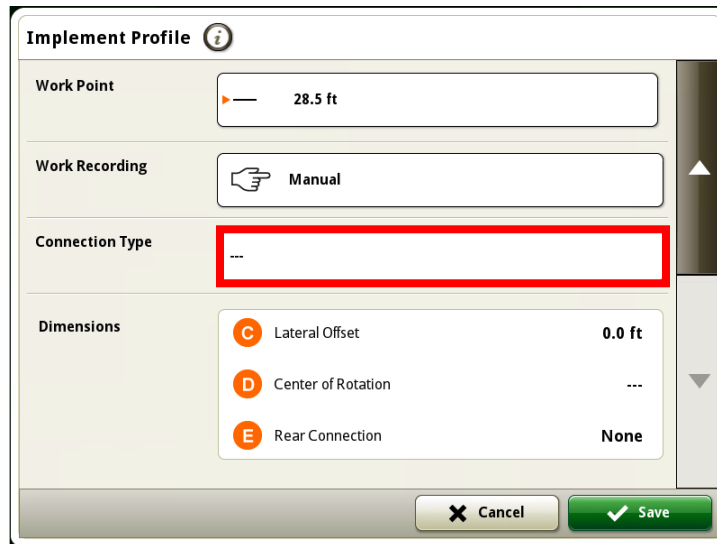 Implement Profile i
Work Point
28.5 ft
Work Recording
Manual
Connection Type
---
Dimensions
C Lateral Offset 0.0 ft
D Center of Rotation ---
E Rear Connection None
Cancel Save